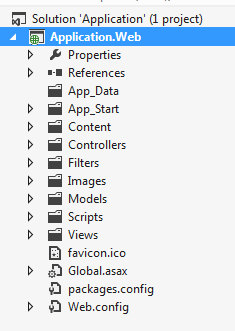 Solution 'Application' (1 project)
Application.Web
Properties
References
App_Data
App_Start
Content
Controllers
Filters
Images
Models
Scripts
Views
favicon.ico
Global.asax
packages.config
Web.config